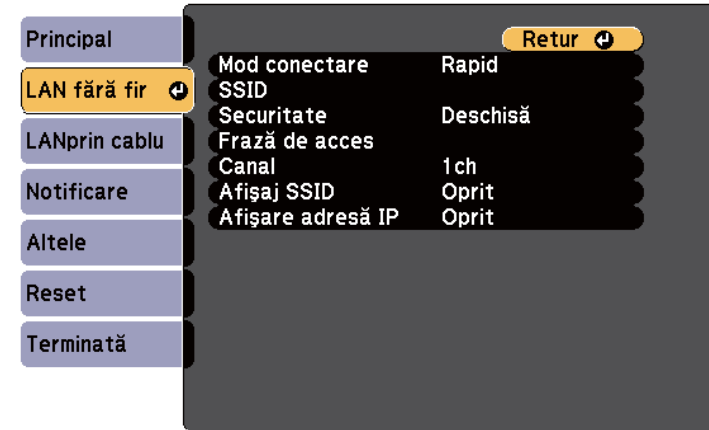 Principal
LAN fără fir
LANprin cablu
Notificare
Altele
Reset
Terminată
Retur
Mod conectare Rapid
SSID
Securitate Deschisă
Frază de acces
Canal 1ch
Afişaj SSID Oprit
Afişare adresă IP Oprit